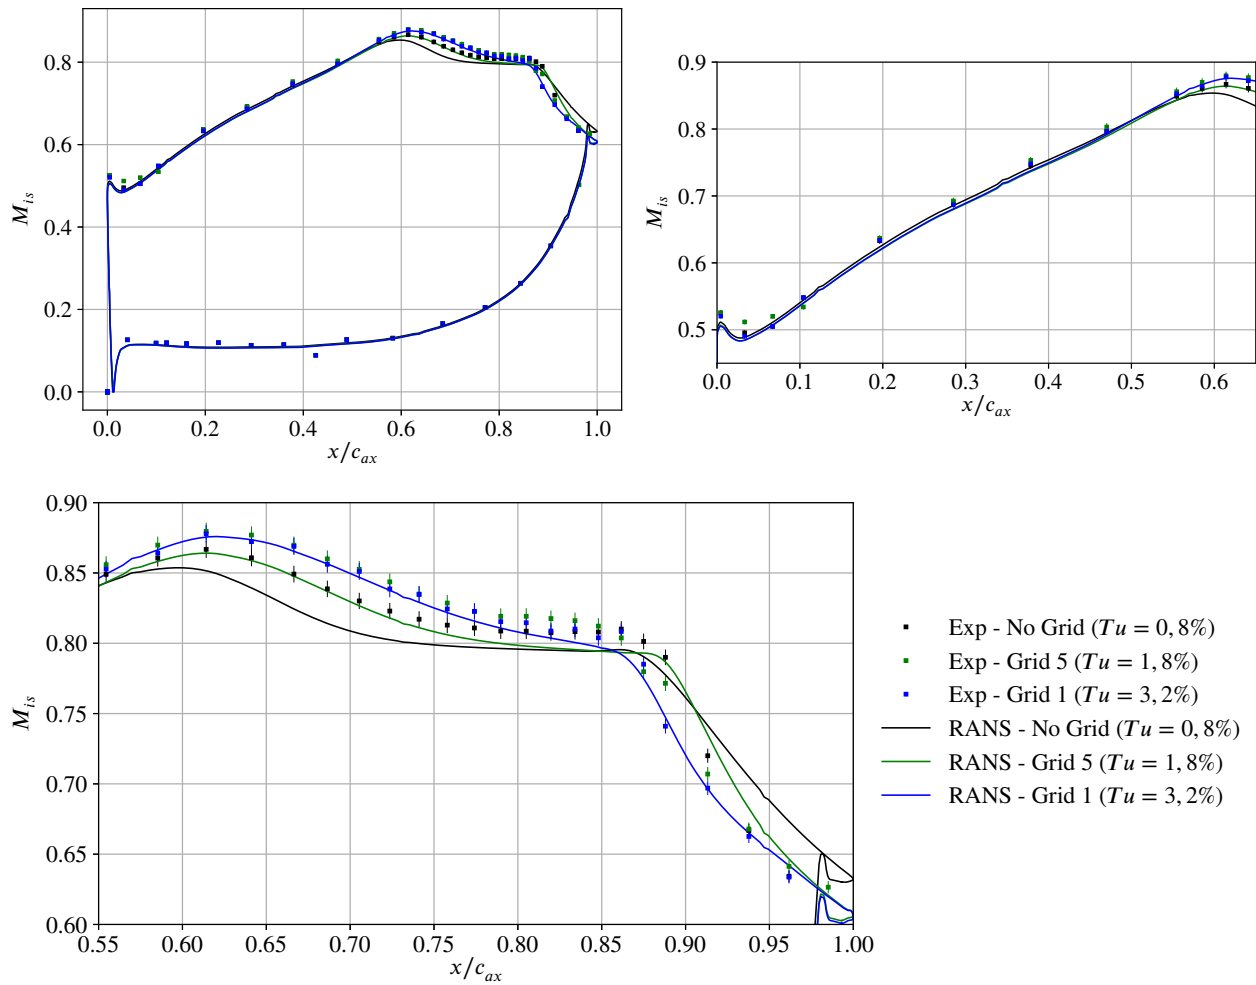 0.8
0.6
0.4
0.2
0.0
M_is
0.0 0.2 0.4 0.6 0.8 1.0
x/c_ax
0.9
0.8
0.7
0.6
0.5
M_is
0.0 0.1 0.2 0.3 0.4 0.5 0.6
x/c_ax
0.90
0.85
0.80
0.75
0.70
0.65
0.60
M_is
0.55 0.60 0.65 0.70 0.75 0.80 0.85 0.90 0.95 1.00
x/c_ax
Exp - No Grid (Tu = 0, 8%)
Exp - Grid 5 (Tu = 1, 8%)
Exp - Grid 1 (Tu = 3, 2%)
RANS - No Grid (Tu = 0, 8%)
RANS - Grid 5 (Tu = 1, 8%)
RANS - Grid 1 (Tu = 3, 2%)